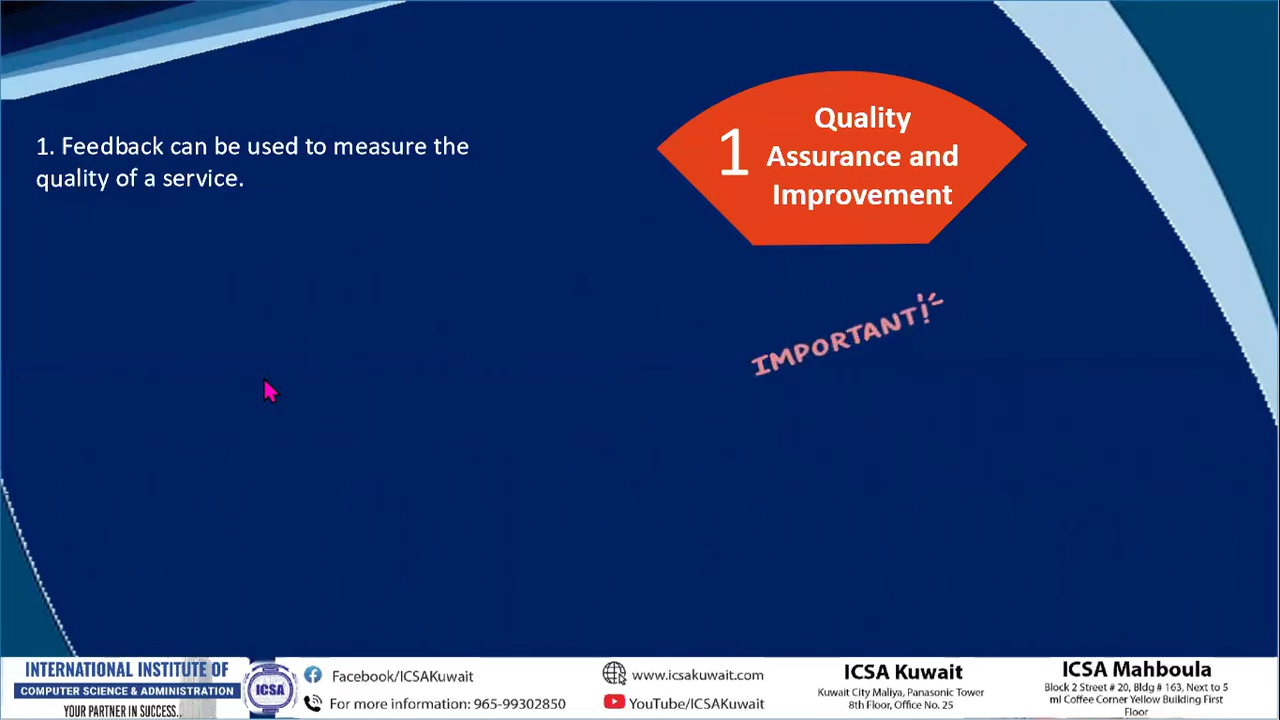 1. Feedback can be used to measure the
quality of a service.
1
Quality
Assurance and
Improvement
IMPORTANT!
INTERNATIONAL INSTITUTE OF
COMPUTER SCIENCE & ADMINISTRATION
YOUR PARTNER IN SUCCESS..
ICSA
Facebook/ICSAKuwait
For more information: 965-99302850
www.icsakuwait.com
YouTube/ICSAKuwait
ICSA Kuwait
Kuwait City Maliya, Panasonic Tower
8th Floor, Office No. 25
ICSA Mahboula
Block 2 Street # 20, Bldg # 163, Next to 5
ml Coffee Corner Yellow Building First
Floor